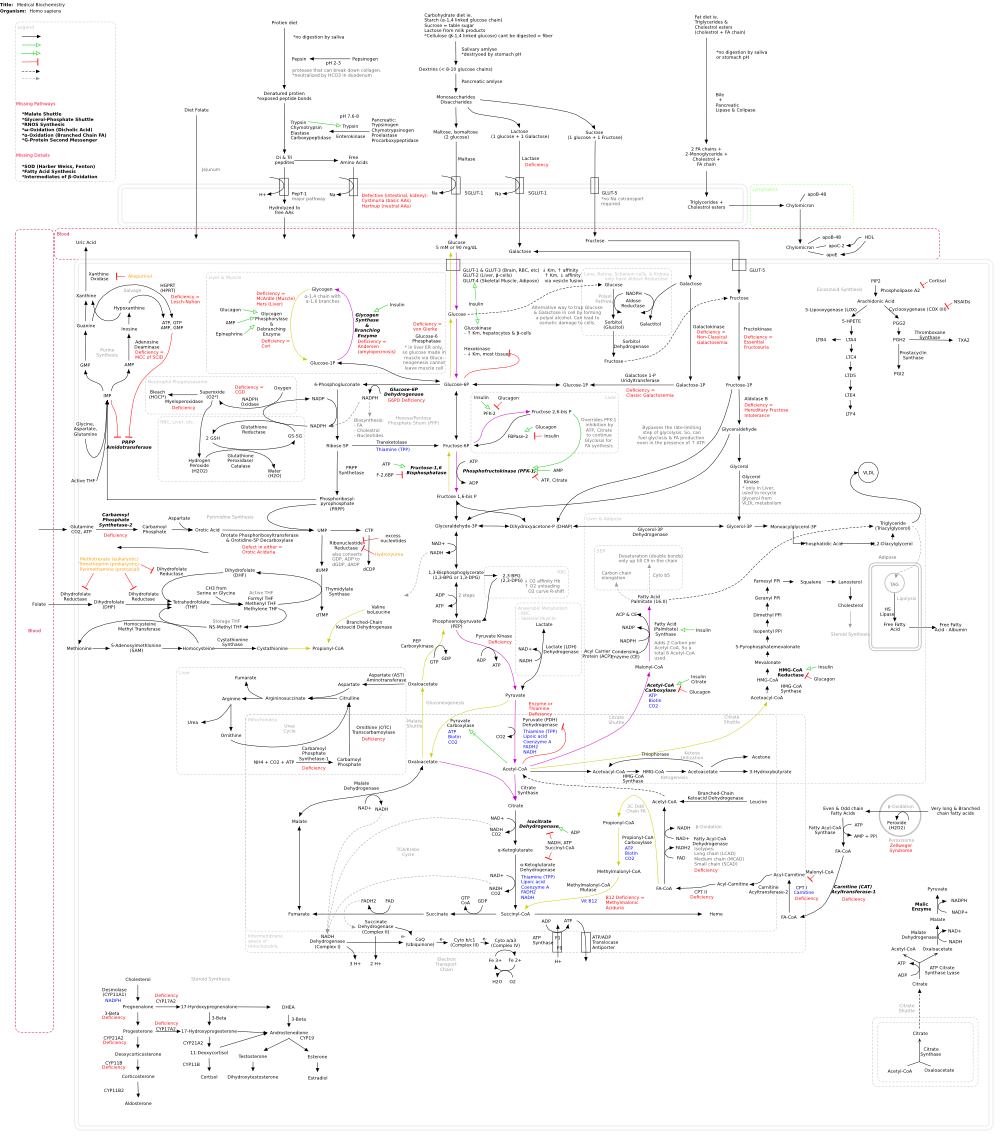 Title: Medical Biochemistry
Organism: Homo sapiens
Legend
Missing Pathways
*Malate Shuttle
*Glycerol-Phosphate Shuttle
*RNOS Synthesis
*ω-Oxidation (Dicholic Acid)
*α-Oxidation (Branched Chain FA)
*G-Protein Second Messenger
Missing Details
*SOD (Harber Weiss, Fenton)
*Fatty Acid Synthesis
*Intermediates of β-Oxidation
Protien diet
*no digestion by saliva
Pepsin
Pepsinogen
pH 2-3
protease that can break down collagen.
*neutralized by HCO3 in duodenum
Denatured protien
*exposed peptide bonds
pH 7.6-8
Trypsin
Chymotrypsin
Elastase
Carboxypeptidase
Trypsin
Enterokinase
Pancreatic:
Trypsinogen
Chymotrypsinogen
Proelastase
Procarboxypeptidase
Di & Tri
peptides
Free
Amino Acids
H+
PepT-1
major pathway
Na
Defective (intestinal, kidney):
Cystinuria (basic AAs)
Hartnup (neutral AAs)
Hydrolyzed to
free AAs
Diet Folate
Jejunum
Carbohydrate diet ie.
Starch (α-1,4 linked glucose chain)
Sucrose = table sugar
Lactose from milk products
*Cellulose (β-1,4 linked glucose) cant be digested = fiber
Salivary amlyse
*destryoed by stomach pH
Dextrins (< 8-10 glucose chains)
Pancreatic amlyse
Monosaccharides
Disaccharides
Maltose, Isomaltose
(2 glucose)
Lactose
(1 glucose + 1 Galactose)
Sucrose
(1 glucose + 1 Fructose)
Maltase
Lactase
Deficiency
Na
SGLUT-1
Na
SGLUT-1
GLUT-5
*no Na cotransport
required
Fat diet ie.
Triglycerides &
Cholestrol esters
(cholestrol + FA chain)
*no digestion by saliva
or stomach pH
Bile
+
Pancreatic
Lipase & Colipase
2 FA chains +
2-Monoglyceride +
Cholestrol +
FA chain
Triglycerides +
Cholestrol esters
Lymphatics
apoB-48
Chylomicron
Blood
Glucose
5 mM or 90 mg/dL
Galactose
Fructose
Chylomicron
apoB-48
apoC-2
apoE
HDL
Uric Acid
Xanthine
Oxidase
Allopurinol
Xanthine
Salvage
HGPRT
(HPRT)
Deficiency =
Lesch-Nyhan
Hypoxanthine
Guanine
Inosine
ATP, GTP
AMP, GMP
Purine
Synthesis
Adenosine
Deaminase
Deficiency =
MCC of SCID
GMP
AMP
IMP
Glycine,
Aspartate,
Glutamine
PRPP
Amidotransferase
Active THF
Liver & Muscle
Deficiency =
McArdle (Muscle)
Hers (Liver)
Glycogen
α-1,4 chain with
α-1,6 branches
Glucagon
AMP
Epinephrine
Glycogen
Phosphorylase
&
Debranching
Enzyme
Deficiency =
Cori
Insulin
Glycogen
Synthase
&
Branching
Enzyme
Deficiency =
Andersen
(amylopectinosis)
Glucose-1P
Deficiency =
von Gierke
Glucose-6
Phosphatase
* in liver ER only,
so glucose made in
muscle via Gluco-
neogenesis cannot
leave muscle cell
GLUT-1 & GLUT-3 (Brain, RBC, etc) ↓ Km, ↑ affinity
GLUT-2 (Liver, β-cells) ↑ Km, ↓ affinity
GLUT-4 (Skeletal Muscle, Adipose) via vesicle fusion
Insulin
Glucose
Glucokinase
- ↑ Km, hepatocytes & β-cells
Hexokinase
- ↓ Km, most tissues
Lens, Retina, Schwann cells, & Kidney
Polyol
Pathway
Glucose
NADPH
Aldose
Reductase
Sorbitol
(Glucitol)
Galactitol
Alternative way to trap Glucose
& Galactose in cell by forming
a polyol alcohol. Can lead to
osmotic damage to cells.
Sorbitol
Dehydrogenase
Fructose
Galactose
GLUT-5
Fructose
Galactokinase
Deficiency =
Non-Classical
Galactosemia
Fructokinase
Deficiency =
Essential
Fructosuria
Eicosanoid Synthesis
PIP2
Cortisol
Phospholipase A2
Arachidonic Acid
5-Lipoxygenase (LOX)
Cyclooxygenase (COX I/II)
NSAIDs
5-HPETE
PGG2
LTB4
LTA4
PGH2
Thromboxane
Synthase
TXA2
LTC4
Prostacyclin
Synthase
LTD5
PGI2
LTE4
LTF4
Neutrophil Phagolysosome
Bleach
(HOCl*)
Superoxide
(O2*)
Deficiency =
CGD
Oxygen
Myeloperoxidase
Deficiency
NADPH
Oxidase
RBC, Liver, etc
2 GSH
Glutathione
Reductase
GS-SG
Glutathione
Peroxidase/
Catalase
Hydrogen
Peroxide
(H2O2)
Water
(H2O)
6-Phosphogluconate
NADP
NADPH
Glucose-6P
Dehydrogenase
G6PD Deficiency
Biosynthesis:
- FA
- Cholestrol
- Nucleotides
Hexose/Pentose
Phosphate Shunt (PPP)
Ribose-5P
Transketolase
Thiamine (TPP)
PRPP
Synthetase
Phosphoribosyl
pyrophosphate
(PRPP)
Glucose-6P
Glucose-1P
Galactose 1-P
Uridyltransferase
Deficiency =
Classic Galactosemia
Galactose-1P
Fructose-1P
Insulin
PFK-2
Fructose 2,6-bis P
Glucagon
FBPase-2
Insulin
Overrides PFK-1
inhibition by
ATP, Citrate
to continue
Glycolysis for
FA synthesis
Fructose-6P
ATP
ADP
Phosphofructokinase (PFK-1)
AMP
ATP, Citrate
ATP
F-2,6BP
Fructose-1,6
Bisphosphatase
Fructose 1,6-bis P
Aldolase B
Deficiency =
Hereditary Fructose
Intolerance
Bypasses the rate-limiting
step of glycolysis. So, can
fuel glycolysis & FA production
even in the presence of ↑ ATP
Glyceraldehyde
Glycerol
Glycerol
Kinase
* only in Liver,
used to recycle
glycerol from
VLDL metabolism
VLDL
Carbamoyl
Phosphate
Synthetase-2
Deficiency
Glutamine
CO2, ATP
Carbamoyl
Phosphate
Aspartate
Pyrimidine Synthesis
Orotic Acid
Orotate Phosphoribosyltransferase
& Orotidine-5P Decarboxylase
Defect in either =
Orotic Aciduria
UMP
CTP
Ribonucleotide
Reductase
excess
nucleotides
Hydroxyurea
also converts
GDP, ADP to
dGDP, dADP
dUMP
dCDP
Thymidylate
Synthase
dTMP
Methotrexate (eukaryotic)
Trimethoprim (prokaryotic)
Pyrimethamine (protozoal)
Dihydrofolate
Reductase
Dihydrofolate
Reductase
Dihydrofolate
Reductase
Dihydrofolate
(DHF)
Folate
Dihydrofolate
(DHF)
Tetrahydrofolate
(THF)
CH3 from
Serine or
Glycine
Active THF
Formyl THF
Methenyl THF
Methylene THF
Storage THF
N5-Methyl THF
Blood
Homocysteine
Methyl Transferase
Methionine
S-Adenosylmethionine
(SAM)
Homocysteine
Cystathionine
Synthase
Cystathionine
Propionyl-CoA
Valine
IsoLeucine
Branched-Chain
Ketoacid Dehydrogenase
Glyceraldehyde-3P
Dihydroxyacetone-P (DHAP)
Liver & Adipose
Glycerol-3P
Dehydrogenase
Glycerol-3P
Monoacylglycerol-3P
Triglyceride
(Triacylglycerol)
Phosphatidic Acid
1,2-Diacylglycerol
Adipose
TAG
Lipolysis
HS
Lipase
Free Fatty
Acid
Free Fatty
Acid - Albumin
NAD+
NADH
1,3-Bisphosphoglycerate
(1,3-BPG or 1,3-DPG)
2,3-BPG
(2,3-DPG)
RBC
↑ O2 affinity Hb
↑ O2 unloading
O2 curve R-shift
ADP
ATP
2 steps
Phosphoenolpyruvate
(PEP)
PEP
Carboxykinase
GTP
GDP
Pyruvate Kinase
Deficiency
ADP
ATP
Anaerobic Metabolism
- RBC
- Skeletal Muscle
Lactate
NAD+
NADH
Lactate (LDH)
Dehydrogenase
Pyruvate
SER
Desaturation (double bonds)
only till C9 in the chain
Carbon chain
elongation
Cyto b5
Fatty Acid
Palmitate (16:0)
ACP & CE
NADP
NADPH
Fatty Acid
(Palmitate)
Synthase
Insulin
Adds 2 Carbon per
Acetyl-CoA. So a
total 8 Acetyl-CoA
used.
Acyl Carrier
Protein (ACP)
Condensing
Enzyme (CE)
Malonyl-CoA
Acetyl-CoA
Carboxylase
ATP
Biotin
CO2
Insulin
Citrate
Glucagon
Farnesyl PPi
Squalene
Lanosterol
Geranyl PPi
Cholesterol
Dimethyl PPi
Steroid Synthesis
Isopentyl PPi
5-Pyrophosphomevalonate
Mevalonate
HMG-CoA
HMG-CoA
Reductase
Insulin
Glucagon
HMG-CoA
Synthase
Acetoacetyl-CoA
Liver
Fumarate
Aspartate
Aspartate (AST)
Aminotransferase
Oxaloacetate
Arginine
Argininosuccinate
Citrulline
Gluconeogenesis
Mitochondria
Urea
Ornithine
Urea
Cycle
Ornithine (OTC)
Transcarbamoylase
Deficiency
Carbamoyl
Phosphate
Synthetase-1
Deficiency
NH4 + CO2 + ATP
Carbamoyl
Phosphate
Malate
Shuttle
Oxaloacetate
Pyruvate
Carboxylase
ATP
Biotin
CO2
Enzyme or
Thiamine
Deficiency
Pyruvate (PDH)
Dehydrogenase
Thiamine (TPP)
Lipoic acid
Coenzyme A
FADH2
NADH
CO2
Acetyl-CoA
Citrate
Shuttle
Citrate
Shuttle
Thiophorase
Ketone
Utilization
Acetone
Acetoacyl-CoA
HMG-CoA
Synthase
HMG-CoA
Acetoacetate
3-Hydroxybutyrate
Ketogenesis
Malate
Dehydrogenase
NAD+
NADH
Malate
Citrate
Synthase
Citrate
NAD+
NADH
CO2
Isocitrate
Dehydrogenase
ADP
NADH, ATP
Succinyl-CoA
α-Ketoglutarate
TCA/Krebs
Cycle
NAD+
NADH
CO2
α-Ketoglutarate
Dehydrogenase
Thiamine (TPP)
Lipoic acid
Coenzyme A
FADH2
NADH
Succinyl-CoA
Heme
GTP
CoA
GDP
Succinate
FADH2
FAD
Succinate
Dehydrogenase
(Complex II)
Fumarate
OC Odd
Chain FA
Propionyl-CoA
Propionyl-CoA
Carboxylase
ATP
Biotin
CO2
Methylmalonyl-CoA
Methylmalonyl-CoA
Mutase
Vit B12
B12 Deficiency =
Methylmalonic
Aciduria
Acetyl-CoA
Branched-Chain
Ketoacid Dehydrogenase
Leucine
NADH
NAD+
FADH2
FAD
β-Oxidation
Fatty Acyl-CoA
Dehydrogenase
Isotypes:
Long chain (LCAD)
Medium chain (MCAD)
Small chain (SCAD)
Deficiency
FA-CoA
CPT II
Deficiency
Acyl-Carnitine
Carnitine
Acyltransferase-2
Acyl-Carnitine
CPT I
Carnitine
Deficiency
Malonyl-CoA
FA-CoA
Carnitine (CAT)
Acyltransferase-1
Deficiency
Even & Odd chain
Fatty Acids
Fatty Acyl CoA
Synthase
ATP
AMP + PPi
FA-CoA
β-Oxidation
Peroxide
(H2O2)
Peroxisome
Zellweger
Syndrome
Very long & Branched
chain fatty acids
Intermembrane
space of
mitochondria
NADH
Dehydrogenase
(Complex I)
3 H+
2 H+
CoQ
(Ubiquinone)
e-
Cyto b/c1
(Complex III)
e-
Cyto a/a3
(Complex IV)
Fe 3+
Fe 2+
H2O
O2
Electron
Transport
Chain
ADP
ATP
ATP
Synthase
F1
F0
H+
ATP/ADP
Translocase
Antiporter
Pyruvate
Malic
Enzyme
NADPH
NADP+
Malate
Malate
Dehydrogenase
NAD+
NADH
Acetyl-CoA
Oxaloacetate
ATP
ADP
ATP Citrate
Synthase Lyase
Citrate
Citrate
Shuttle
Citrate
Citrate
Synthase
Acetyl-CoA
Oxaloacetate
Steroid Synthesis
Cholesterol
Desmolase
(CYP11A1)
NADPH
Deficiency
CYP17A2
Pregnenalone
17-Hyrdoxypregnenalone
DHEA
3-Beta
Deficiency
3-Beta
3-Beta
Deficiency
CYP17A2
Progesterone
17-Hydroxyprogesterone
Androstenedione
CYP21A2
Deficiency
CYP21A2
CYP19
Deoxycorticosterone
11-Deoxycortisol
Testosterone
Esterone
CYP11B
Deficiency
CYP11B
Corticosterone
Cortisol
Dihydroxytestosterone
Estradiol
CYP11B2
Aldosterone